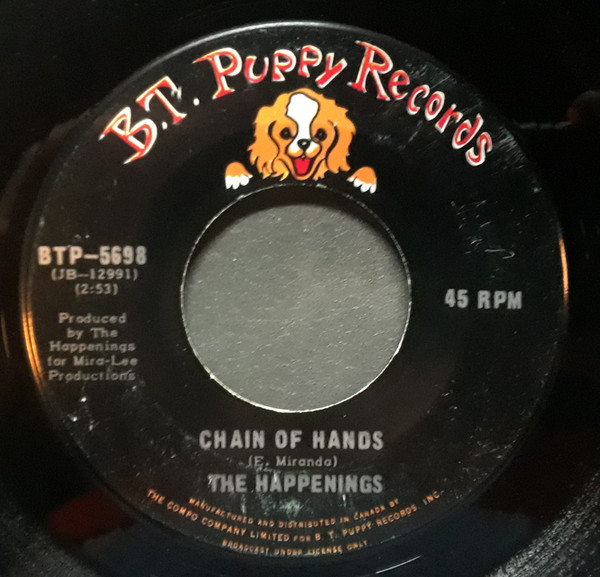 B.T. PUPPY RECORDS
BTP-5698
(JB-12991)
(2:53)
45 RPM
Produced
by The
Happenings
for Mira-Lee
Productions
CHAIN OF HANDS
(E. Miranda)
THE HAPPENINGS
MANUFACTURED AND DISTRIBUTED IN CANADA BY
THE COMPO COMPANY LIMITED FOR B. T. PUPPY RECORDS, INC.
BROADCAST UNDER LICENSE ONLY